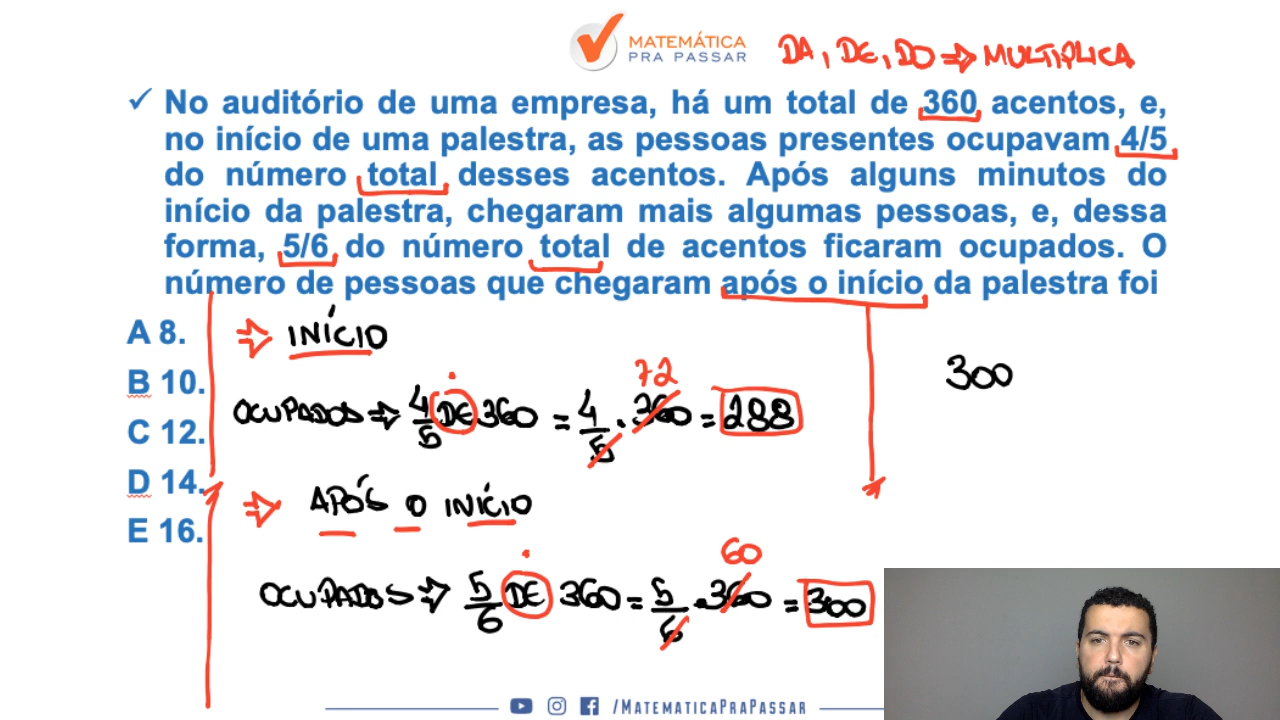 MATEMÁTICA
PRA PASSAR
DA, DE, DO ⇒ MULTIPLICA
✓ No auditório de uma empresa, há um total de 360 acentos, e,
no início de uma palestra, as pessoas presentes ocupavam 4/5
do número total desses acentos. Após alguns minutos do
início da palestra, chegaram mais algumas pessoas, e, dessa
forma, 5/6 do número total de acentos ficaram ocupados. O
número de pessoas que chegaram após o início da palestra foi
A 8.
B 10.
C 12.
D 14.
E 16.
⇒ INÍCIO
72
OCUPADOS ⇒ 4/5 DE 360 = 4/5 . 360 = 288
300
⇒ APÓS O INÍCIO
60
OCUPADOS ⇒ 5/6 DE 360 = 5/6 . 360 = 300
/MATEMATICAPRAPASSAR